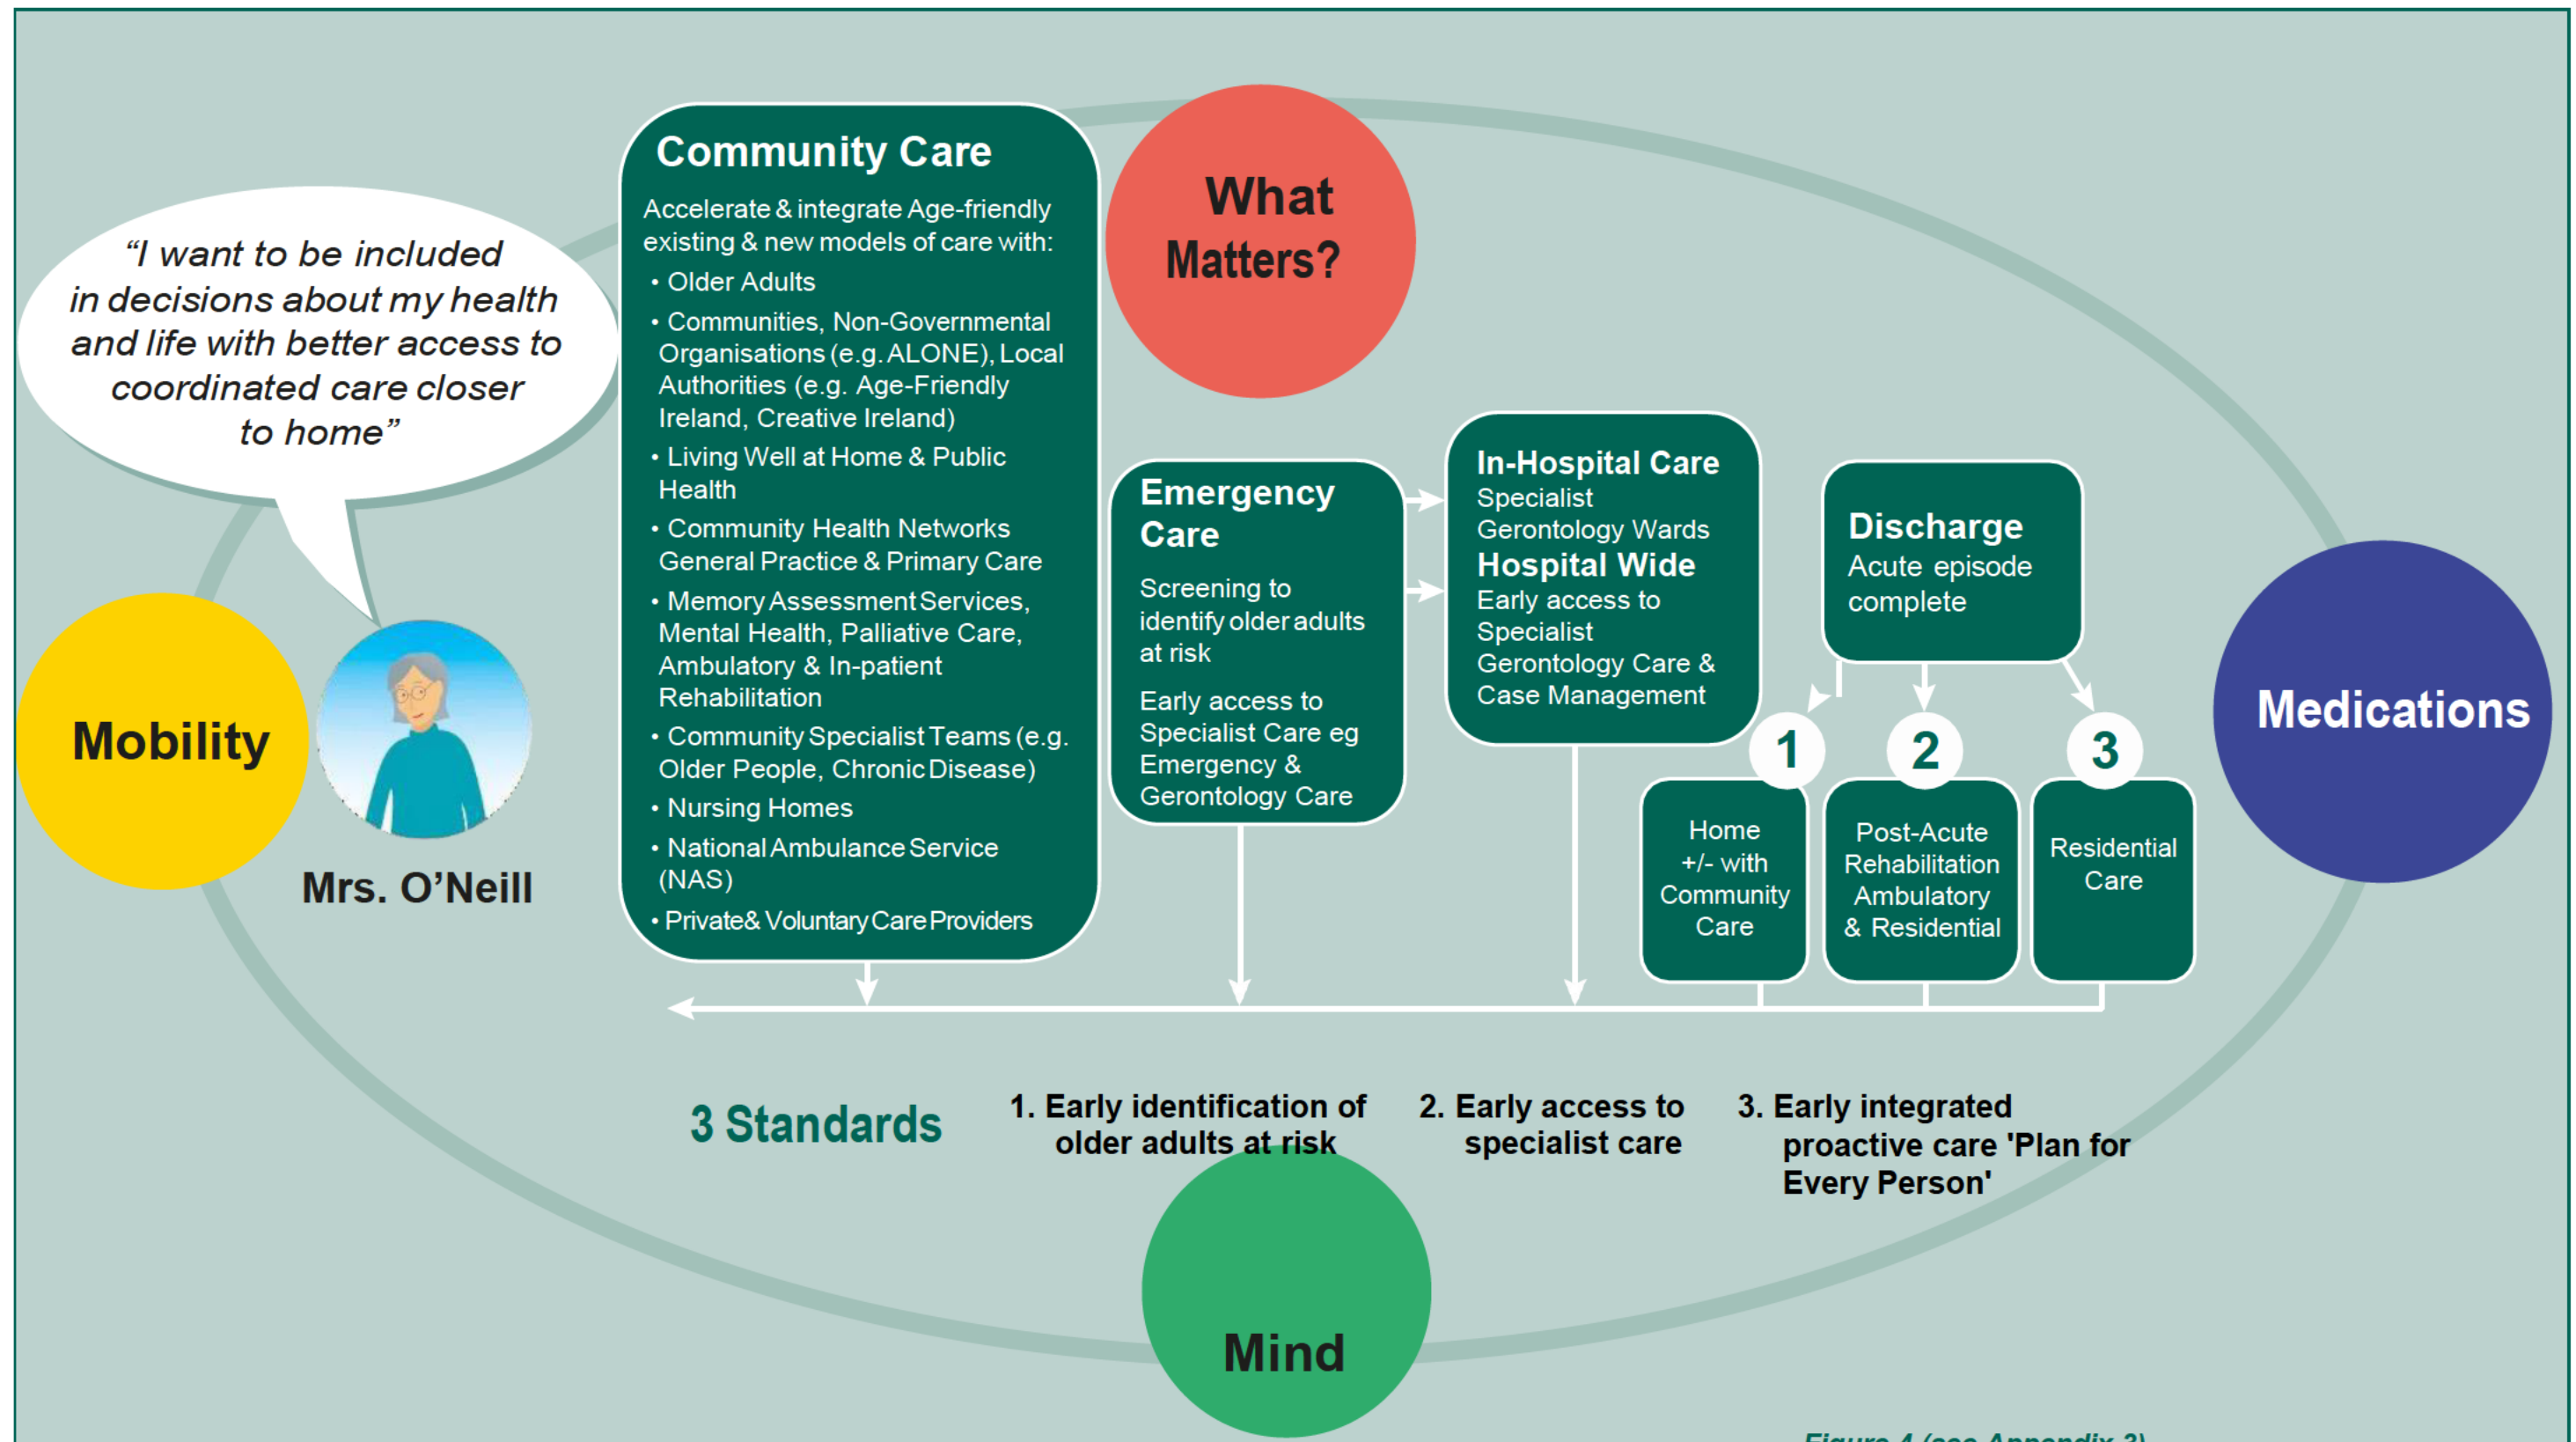 Community Care
Accelerate & integrate Age-friendly
existing & new models of care with:
• Older Adults
• Communities, Non-Governmental
Organisations (e.g. ALONE), Local
Authorities (e.g. Age-Friendly
Ireland, Creative Ireland)
• Living Well at Home & Public
Health
• Community Health Networks
General Practice & Primary Care
• Memory Assessment Services,
Mental Health, Palliative Care,
Ambulatory & In-patient
Rehabilitation
• Community Specialist Teams (e.g.
Older People, Chronic Disease)
• Nursing Homes
• National Ambulance Service
(NAS)
• Private& Voluntary Care Providers
What
Matters?
“I want to be included
in decisions about my health
and life with better access to
coordinated care closer
to home”
Mobility
Mrs. O’Neill
Emergency
Care
Screening to
identify older adults
at risk
Early access to
Specialist Care eg
Emergency &
Gerontology Care
In-Hospital Care
Specialist
Gerontology Wards
Hospital Wide
Early access to
Specialist
Gerontology Care &
Case Management
Discharge
Acute episode
complete
1
Home
+/- with
Community
Care
2
Post-Acute
Rehabilitation
Ambulatory
& Residential
3
Residential
Care
Medications
3 Standards
1. Early identification of
older adults at risk
2. Early access to
specialist care
3. Early integrated
proactive care 'Plan for
Every Person'
Mind
Figure 4 (see Appendix 2)